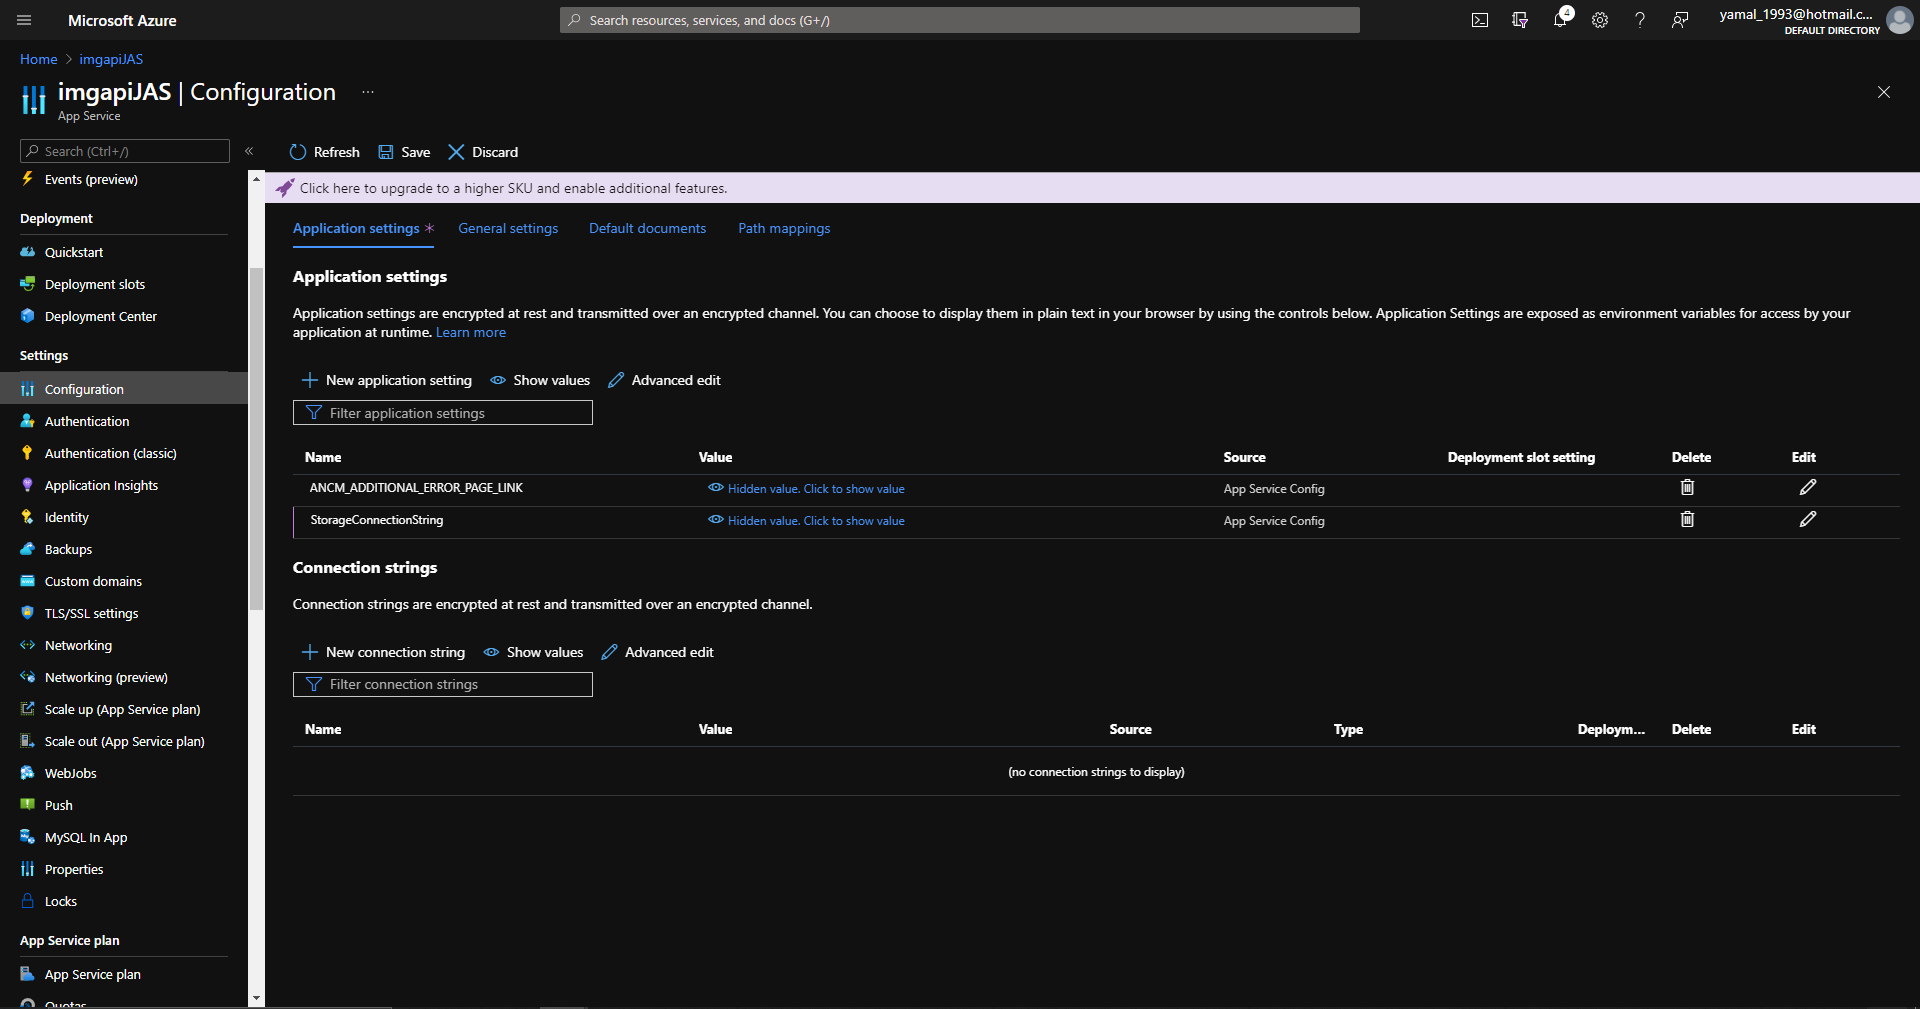 Microsoft Azure
Search resources, services, and docs (G+/)
4
yamal_1993@hotmail.c...
DEFAULT DIRECTORY
Home > imgapiJAS
imgapiJAS | Configuration ...
App Service
Search (Ctrl+/)
«
Refresh
Save
Discard
Click here to upgrade to a higher SKU and enable additional features.
Events (preview)
Deployment
Quickstart
Deployment slots
Deployment Center
Settings
Configuration
Authentication
Authentication (classic)
Application Insights
Identity
Backups
Custom domains
TLS/SSL settings
Networking
Networking (preview)
Scale up (App Service plan)
Scale out (App Service plan)
WebJobs
Push
MySQL In App
Properties
Locks
App Service plan
App Service plan
Quotas
Application settings * General settings Default documents Path mappings
Application settings
Application settings are encrypted at rest and transmitted over an encrypted channel. You can choose to display them in plain text in your browser by using the controls below. Application Settings are exposed as environment variables for access by your
application at runtime. Learn more
New application setting Show values Advanced edit
Filter application settings
Name Value Source Deployment slot setting Delete Edit
ANCM_ADDITIONAL_ERROR_PAGE_LINK Hidden value. Click to show value App Service Config
StorageConnectionString Hidden value. Click to show value App Service Config
Connection strings
Connection strings are encrypted at rest and transmitted over an encrypted channel.
New connection string Show values Advanced edit
Filter connection strings
Name Value Source Type Deploym... Delete Edit
(no connection strings to display)